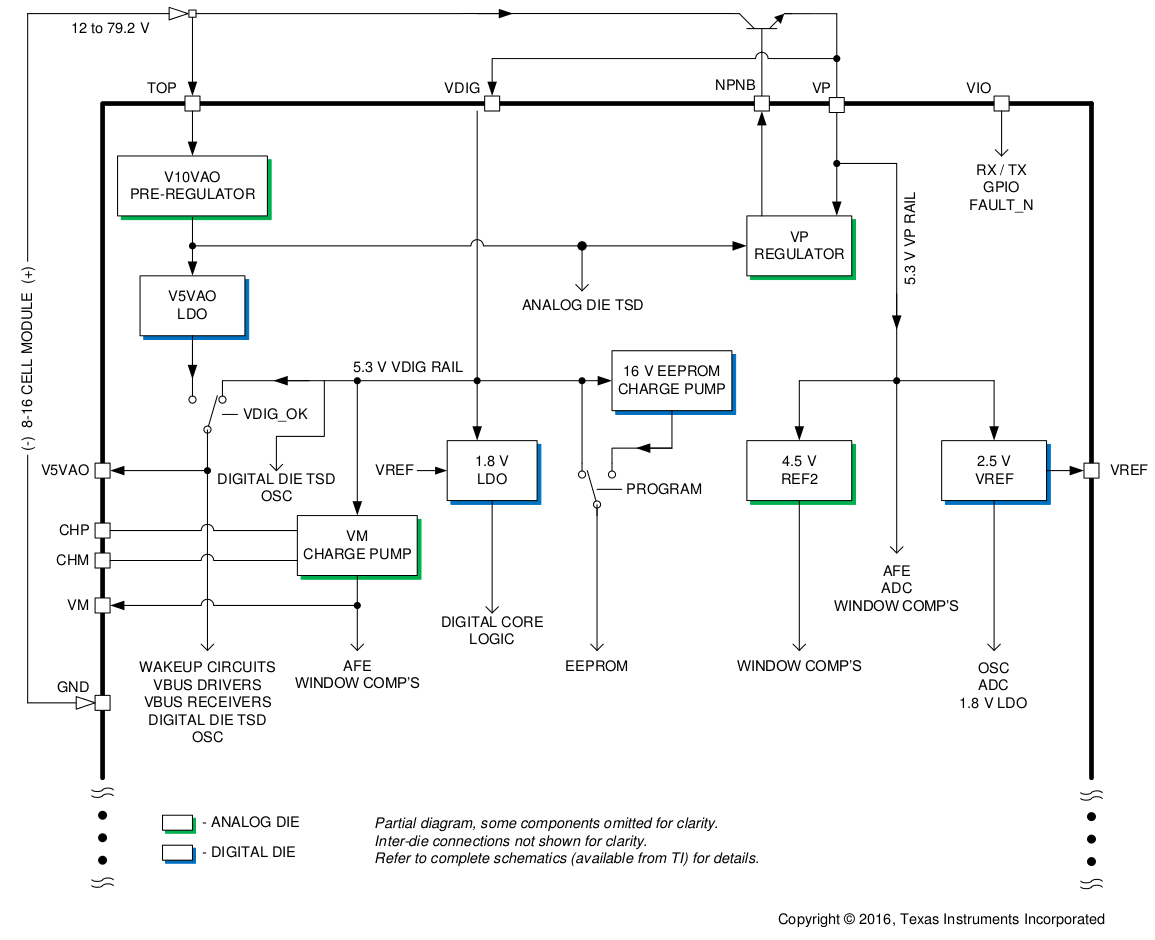 12 to 79.2 V
TOP
VDIG
NPNB
VP
VIO
V10VAO
PRE-REGULATOR
RX / TX
GPIO
FAULT_N
5.3 V VP RAIL
VP
REGULATOR
(-) 8-16 CELL MODULE (+)
V5VAO
LDO
ANALOG DIE TSD
5.3 V VDIG RAIL
16 V EEPROM
CHARGE PUMP
VDIG_OK
V5VAO
DIGITAL DIE TSD
OSC
VREF
1.8 V
LDO
PROGRAM
4.5 V
REF2
2.5 V
VREF
VREF
CHP
CHM
VM
CHARGE PUMP
VM
AFE
ADC
WINDOW COMP'S
DIGITAL CORE
LOGIC
GND
WAKEUP CIRCUITS
VBUS DRIVERS
VBUS RECEIVERS
DIGITAL DIE TSD
OSC
AFE
WINDOW COMP'S
EEPROM
WINDOW COMP'S
OSC
ADC
1.8 V LDO
- ANALOG DIE
- DIGITAL DIE
Partial diagram, some components omitted for clarity.
Inter-die connections not shown for clarity.
Refer to complete schematics (available from TI) for details.
Copyright © 2016, Texas Instruments Incorporated